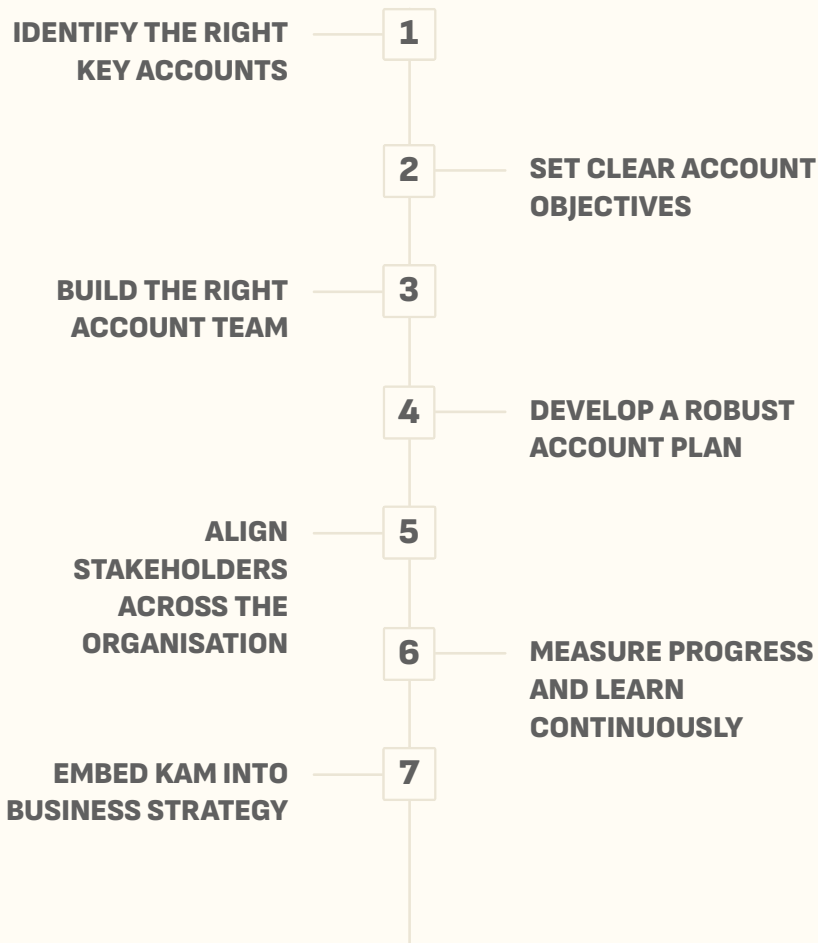 IDENTIFY THE RIGHT
KEY ACCOUNTS
1
2
SET CLEAR ACCOUNT
OBJECTIVES
BUILD THE RIGHT
ACCOUNT TEAM
3
4
DEVELOP A ROBUST
ACCOUNT PLAN
ALIGN
STAKEHOLDERS
ACROSS THE
ORGANISATION
5
6
MEASURE PROGRESS
AND LEARN
CONTINUOUSLY
EMBED KAM INTO
BUSINESS STRATEGY
7